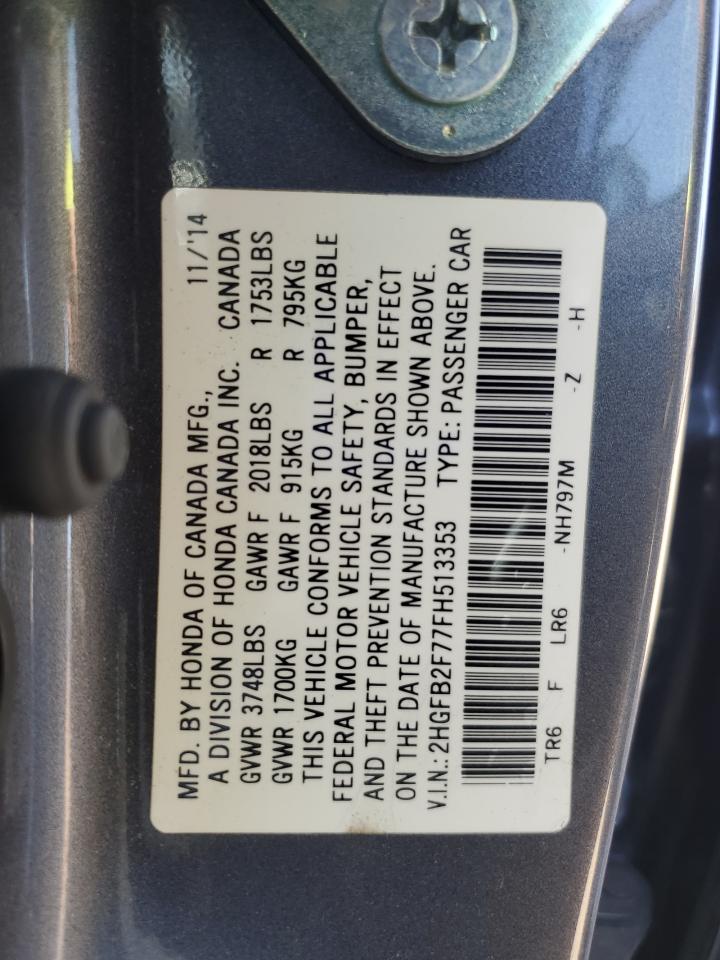 MFD. BY HONDA OF CANADA MFG., 11/'14
A DIVISION OF HONDA CANADA INC. CANADA
GVWR 3748LBS GAWR F 2018LBS R 1753LBS
GVWR 1700KG GAWR F 915KG R 795KG
THIS VEHICLE CONFORMS TO ALL APPLICABLE
FEDERAL MOTOR VEHICLE SAFETY, BUMPER,
AND THEFT PREVENTION STANDARDS IN EFFECT
ON THE DATE OF MANUFACTURE SHOWN ABOVE.
V.I.N.: 2HGFB2F77FH513353 TYPE: PASSENGER CAR
TR6 F LR6 -NH797M -Z -H